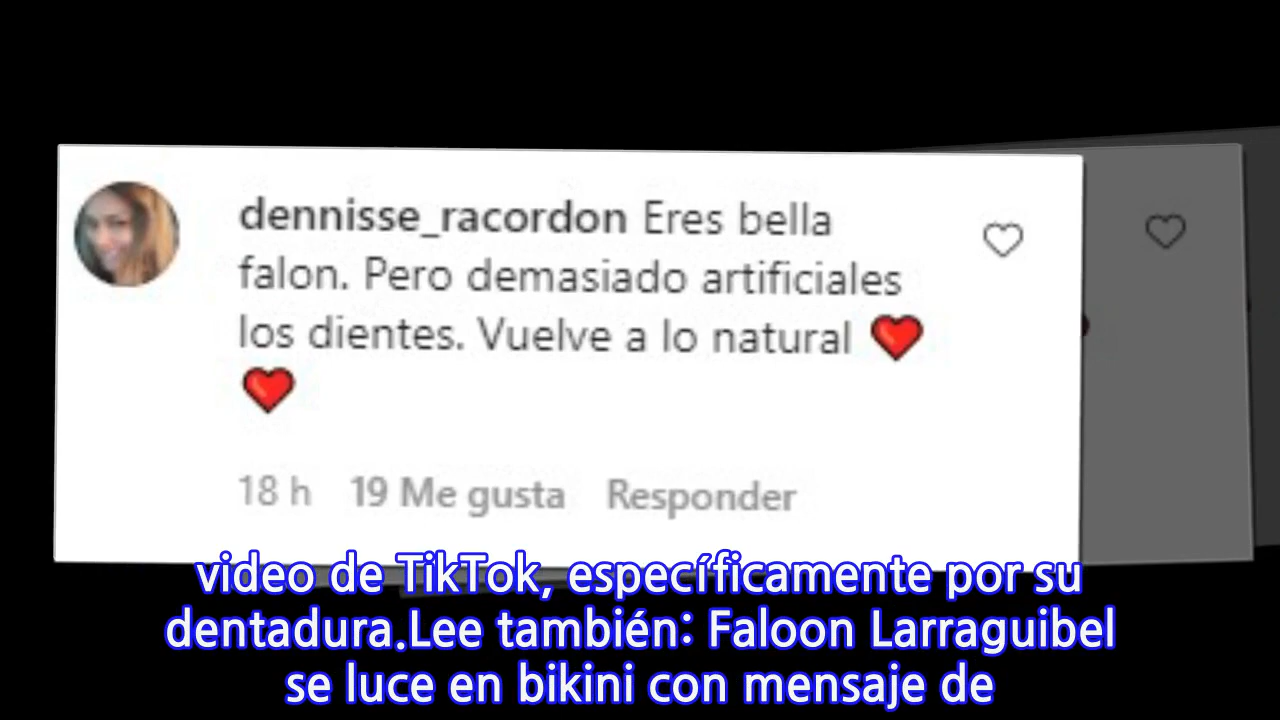 dennisse_racordon Eres bella
falon. Pero demasiado artificiales
los dientes. Vuelve a lo natural ❤️
❤️
18 h 19 Me gusta Responder
video de TikTok, específicamente por su
dentadura.Lee también: Faloon Larraguibel
se luce en bikini con mensaje de